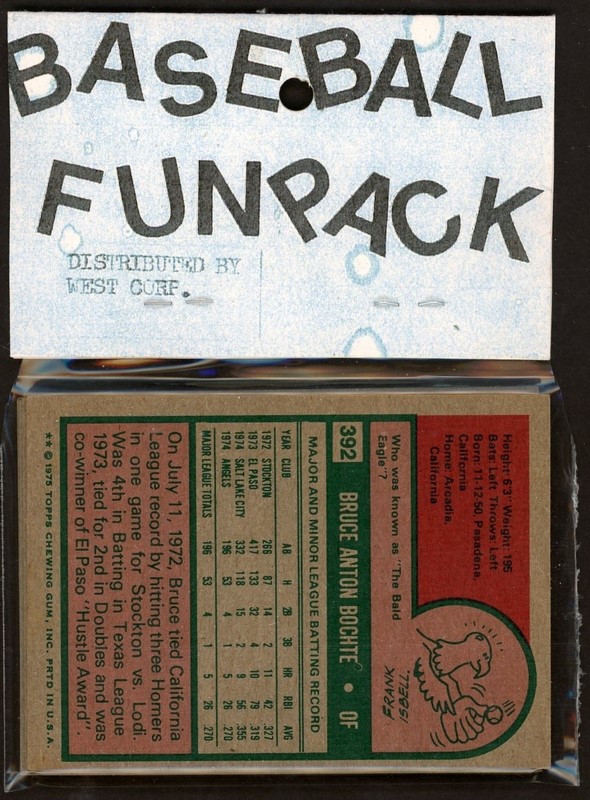 BASEBALL
FUNPACK
DISTRIBUTED BY
WEST CORP.
Height: 6'3" Weight: 195
Bats: Left Throws: Left
Born: 11-12-50 Pasadena,
California
Home: Arcadia,
California
Who was known as "The Bald
Eagle"?
FRANK
ISBELL
392 BRUCE ANTON BOCHTE • OF
MAJOR AND MINOR LEAGUE BATTING RECORD
YEAR CLUB AB H 2B 3B HR RBI AVG
1972 STOCKTON 266 87 14 2 11 42 327
1973 EL PASO 417 133 32 4 10 79 319
1974 SALT LAKE CITY 332 118 15 2 9 56 355
1974 ANGELS 196 53 4 1 5 26 270
MAJOR LEAGUE TOTALS 196 53 4 1 5 26 270
On July 11, 1972, Bruce tied California
League record by hitting three Homers
in one game for Stockton vs. Lodi.
Was 4th in Batting in Texas League
1973, tied for 2nd in Doubles and was
co-winner of El Paso "Hustle Award".
** © 1975 TOPPS CHEWING GUM, INC. PRTD IN U.S.A.